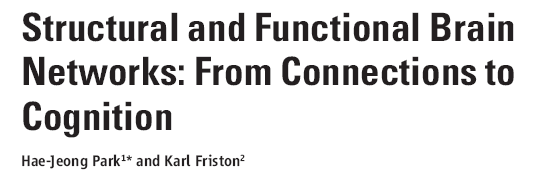 Structural and Functional Brain
Networks: From Connections to
Cognition
Hae-Jeong Park¹* and Karl Friston²